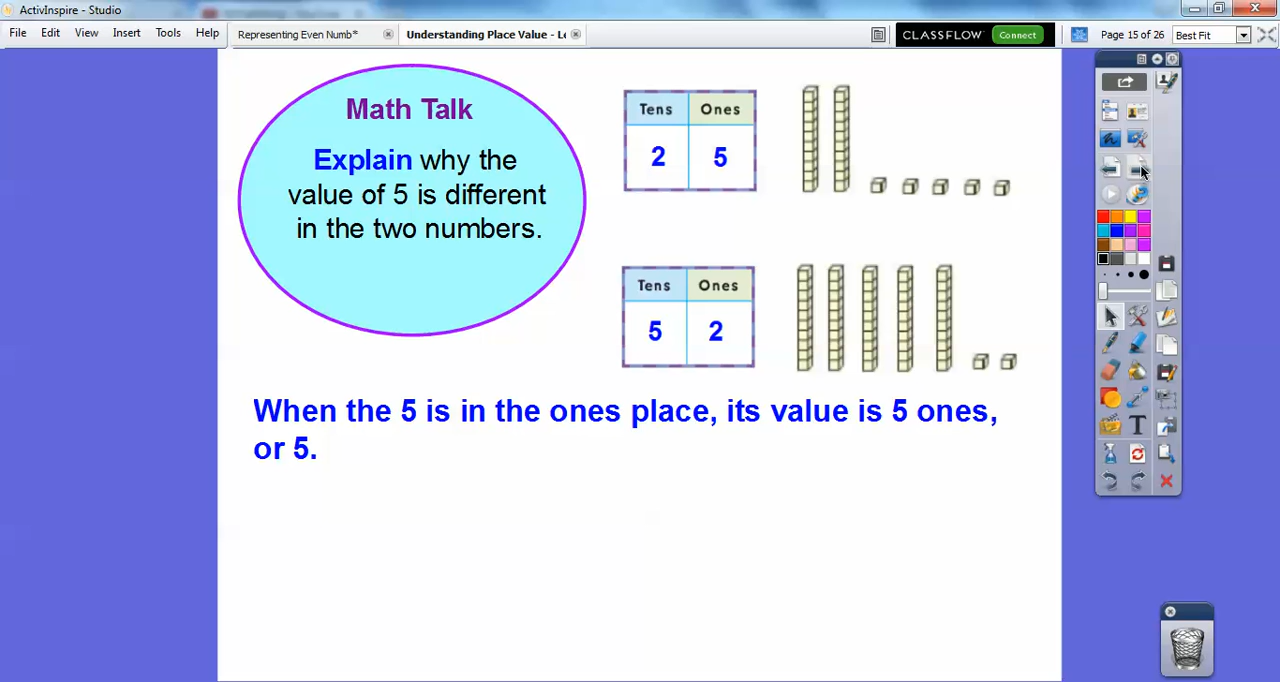 ActivInspire - Studio
File Edit View Insert Tools Help
Representing Even Numb*
Understanding Place Value - Le
CLASSFLOW Connect
Page 15 of 26
Best Fit
Math Talk
Explain why the
value of 5 is different
in the two numbers.
Tens Ones
2 5
Tens Ones
5 2
When the 5 is in the ones place, its value is 5 ones,
or 5.